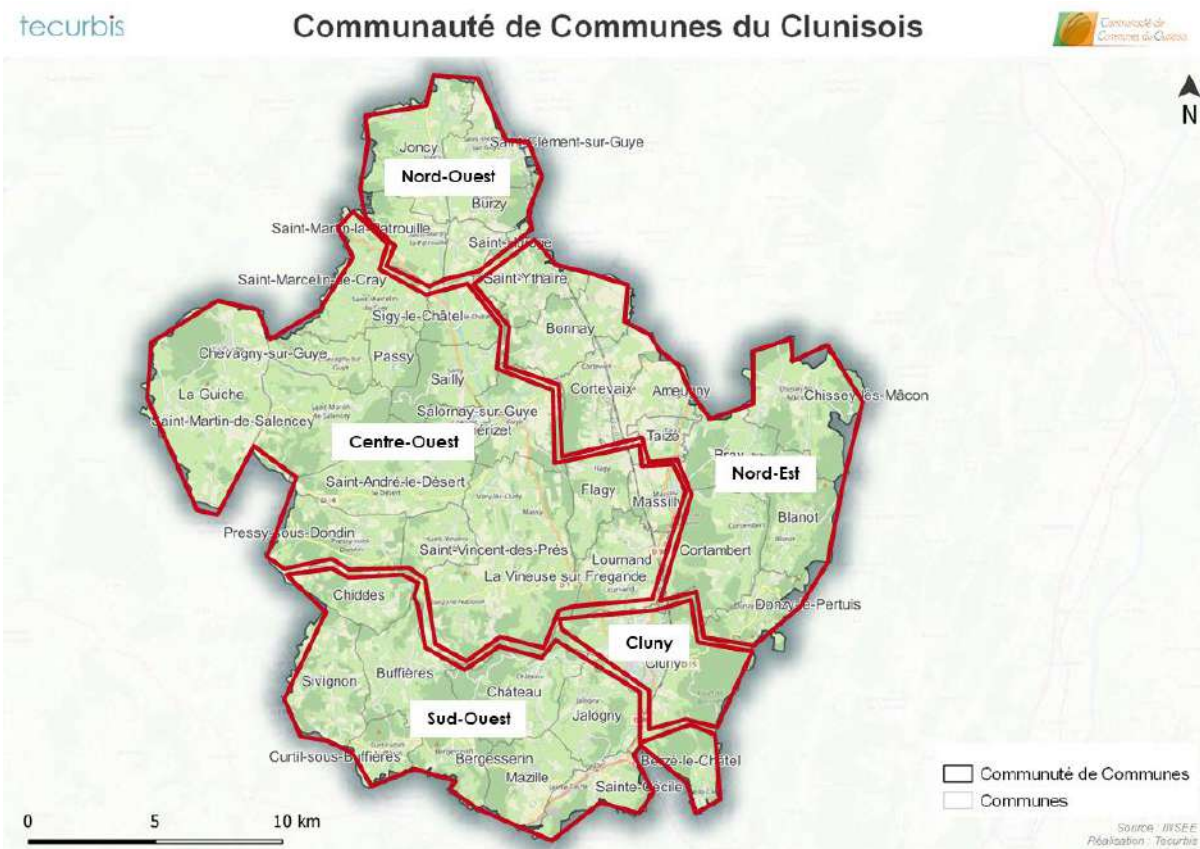 tecurbis
Communauté de Communes du Clunisois
Communauté de
Communes du Clunisois
N
Saint-Clément-sur-Guye
Joncy
Nord-Ouest
Burzy
Saint-Ythaire
Saint-Marcelin-de-Cray
Sigy-le-Châtel
Bonnay
Chevagny-sur-Guye
Passy
La Guiche
Sailly
Cortevaix
Ameugny
Chissey-lès-Mâcon
Saint-Martin-de-Salencey
Salornay-sur-Guye
Taizé
Centre-Ouest
Nord-Est
Saint-André-le-Désert
Flagy
Massilly
Blanot
Pressy-sous-Dondin
Saint-Vincent-des-Prés
Lournand
Cortambert
La Vineuse sur Fregande
Chiddes
Donzy-le-Pertuis
Cluny
Cluny
Sivignon
Buffières
Château
Sud-Ouest
Jalogny
Curtil-sous-Buffières
Bergesserin
Berzé-le-Châtel
Mazille
Sainte-Cécile
Communuté de Communes
Communes
0 5 10 km
Source : INSEE
Réalisation : Tecurbis